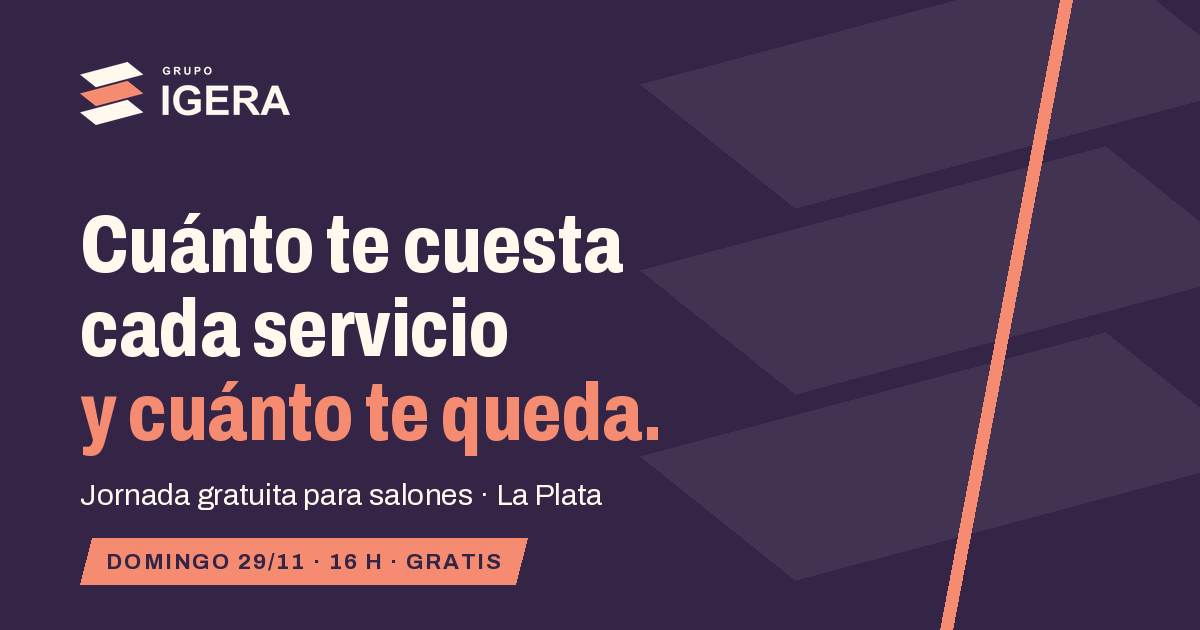 GRUPO
IGERA
Cuánto te cuesta
cada servicio
y cuánto te queda.
Jornada gratuita para salones · La Plata
DOMINGO 29/11 · 16 H · GRATIS